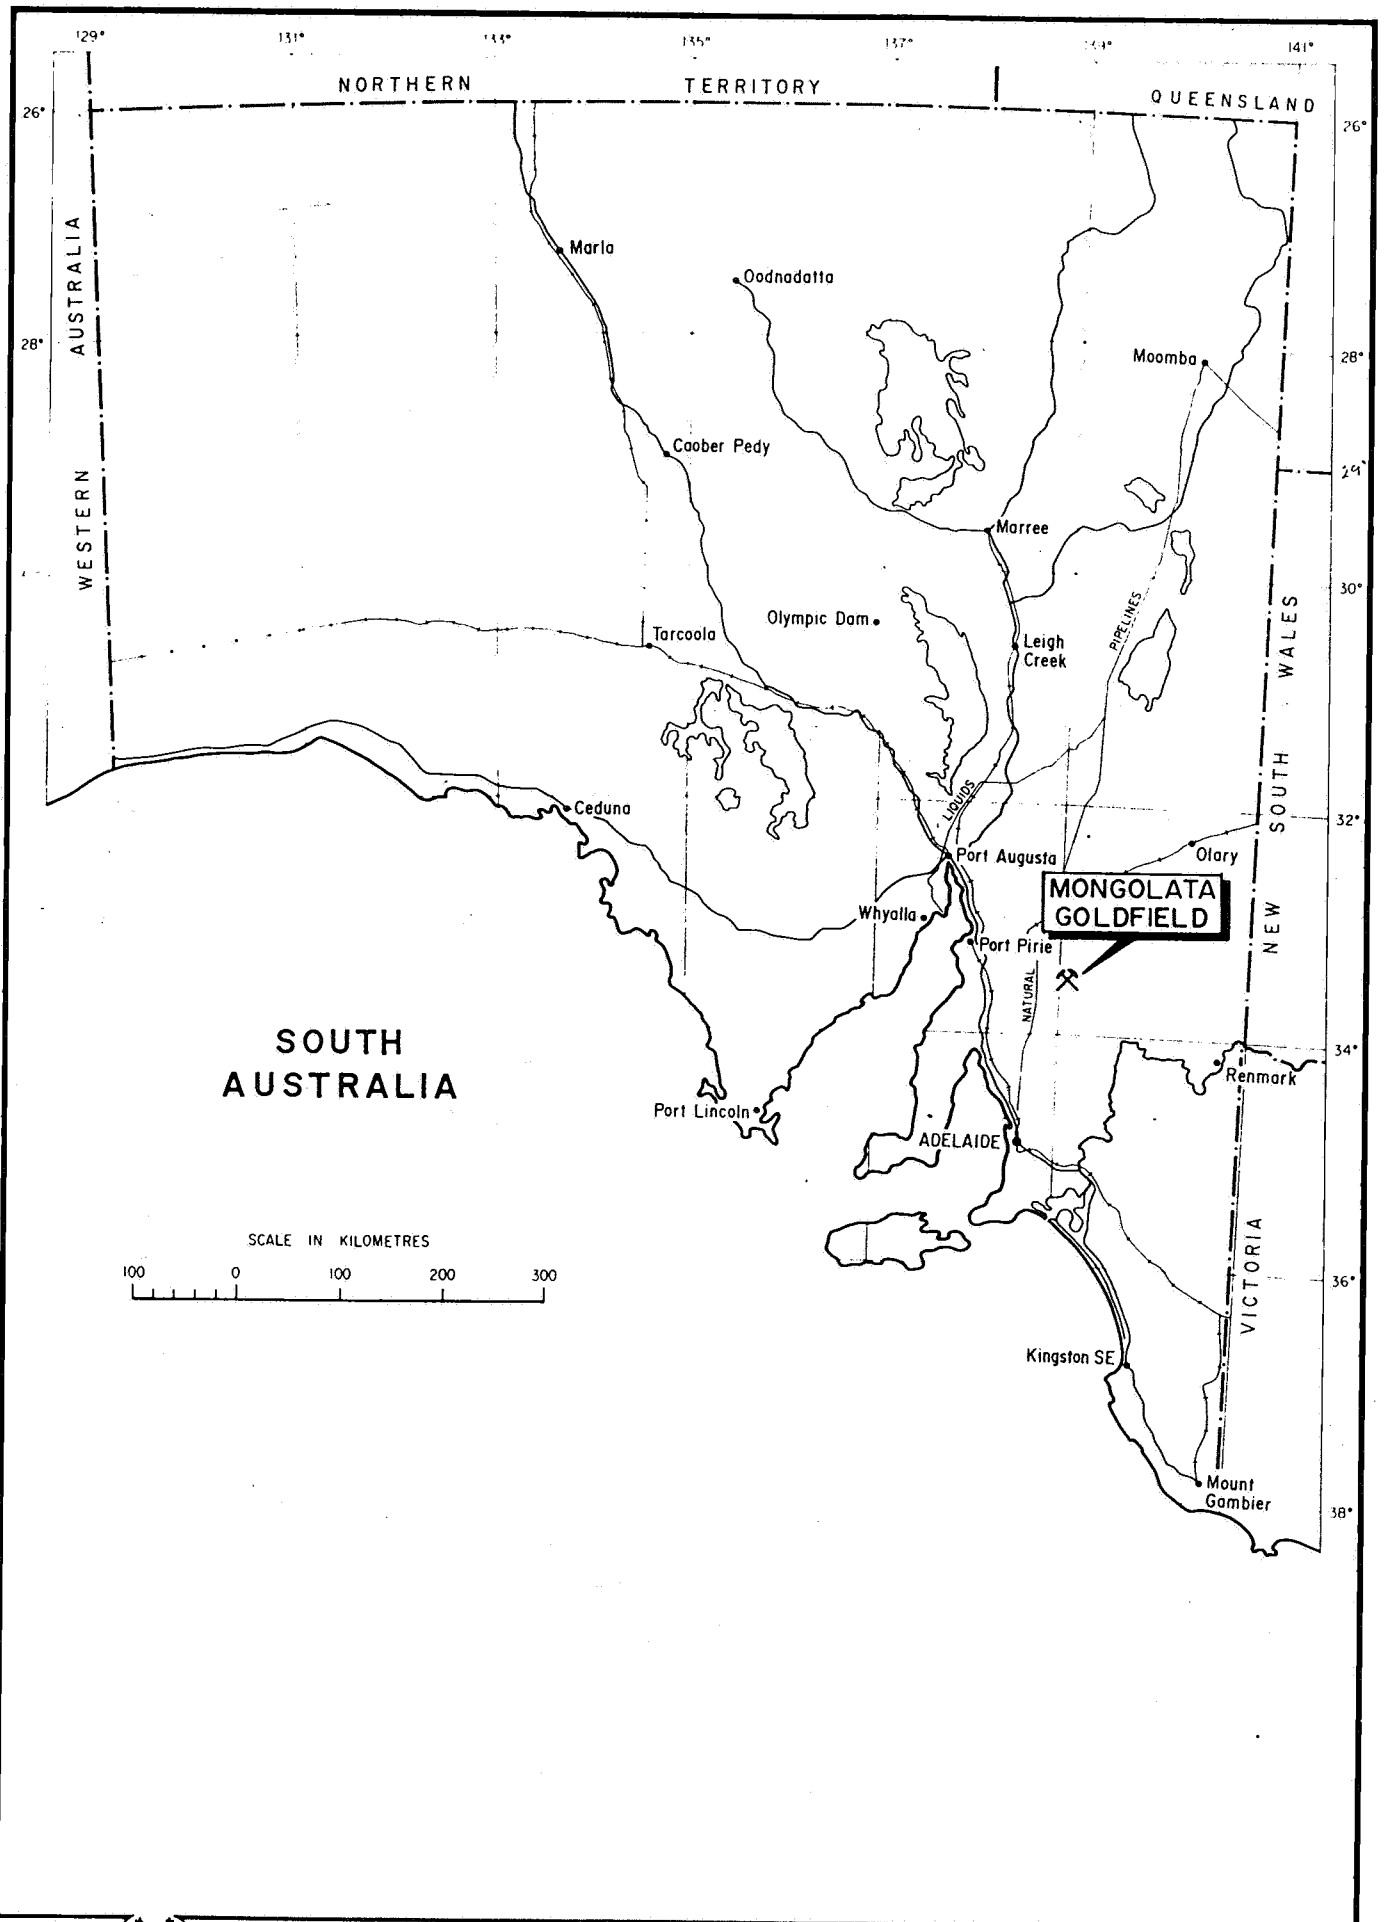 129° 131° 133° 135° 137° 139° 141°
NORTHERN TERRITORY QUEENSLAND
26° 26°
WESTERN AUSTRALIA
Marla
Oodnadatta
28° 28°
Moomba
Coober Pedy
29°
Marree
30°
Olympic Dam
Tarcoola
Leigh
Creek
PIPELINES
NEW SOUTH WALES
LIQUIDS
Ceduna
32°
Port Augusta
Olary
MONGOLATA
GOLDFIELD
Whyalla
Port Pirie
NATURAL
SOUTH
AUSTRALIA
34°
Renmark
Port Lincoln
ADELAIDE
VICTORIA
SCALE IN KILOMETRES
100 0 100 200 300
36°
Kingston SE
Mount
Gambier
38°